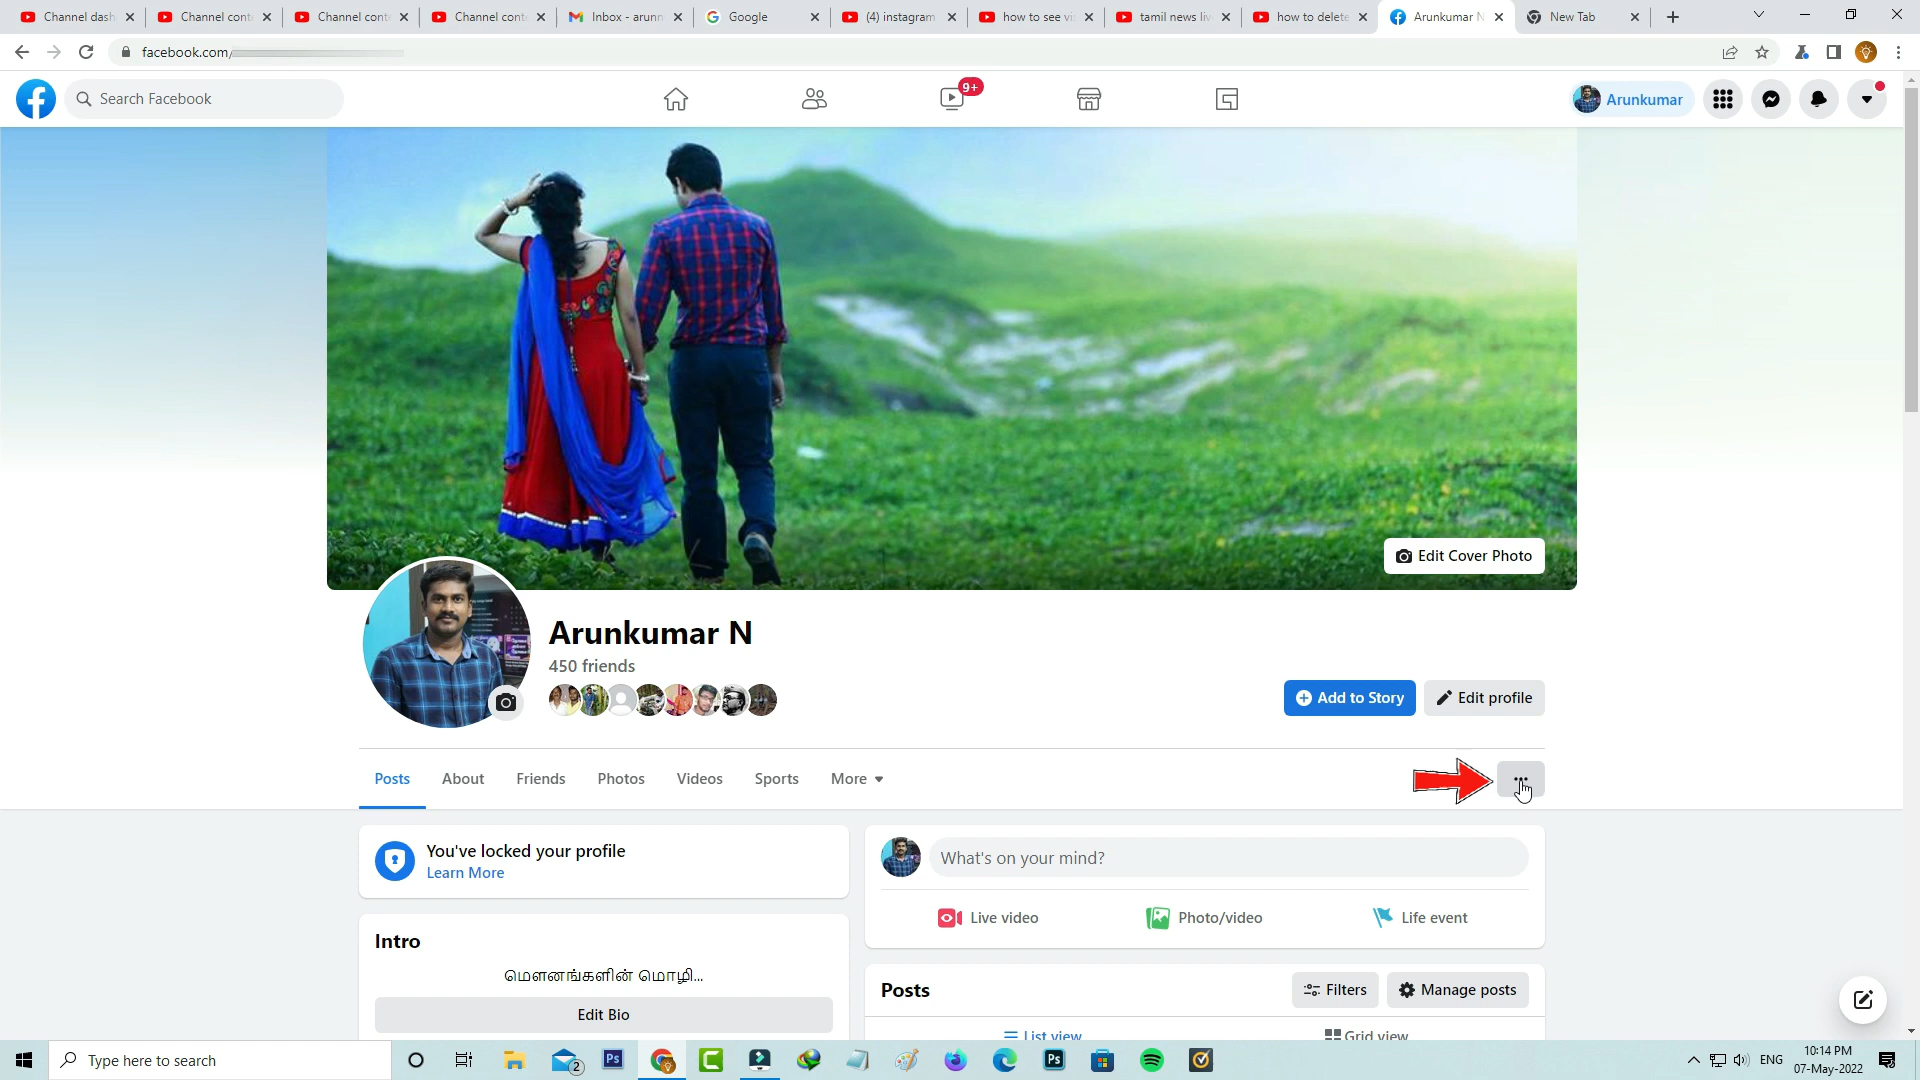 Channel dash
Channel cont
Channel cont
Channel cont
Inbox - arunn
Google
(4) instagram
how to see vi
tamil news liv
how to delete
Arunkumar N
New Tab
facebook.com/
Search Facebook
9+
Arunkumar
Edit Cover Photo
Arunkumar N
450 friends
Add to Story
Edit profile
Posts
About
Friends
Photos
Videos
Sports
More
You've locked your profile
Learn More
What's on your mind?
Live video
Photo/video
Life event
Intro
மௌனங்களின் மொழி...
Edit Bio
Posts
Filters
Manage posts
List view
Grid view
Type here to search
2
Ps
Ps
ENG
10:14 PM
07-May-2022